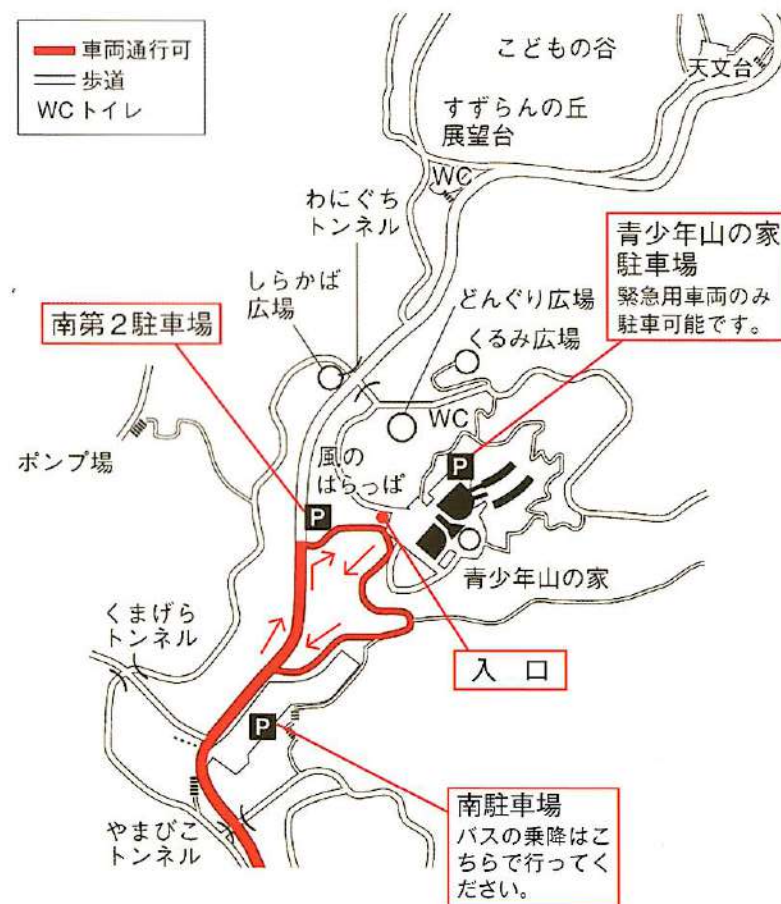 車両通行可
歩道
WC トイレ
こどもの谷
天文台
すずらんの丘
展望台
WC
わにぐち
トンネル
青少年山の家
駐車場
緊急用車両のみ
駐車可能です。
しらかば
広場
どんぐり広場
くるみ広場
南第2駐車場
WC
ポンプ場
P
風の
はらっぱ
P
青少年山の家
くまげら
トンネル
入口
P
南駐車場
バスの乗降はこ
ちらで行ってく
ださい。
やまびこ
トンネル